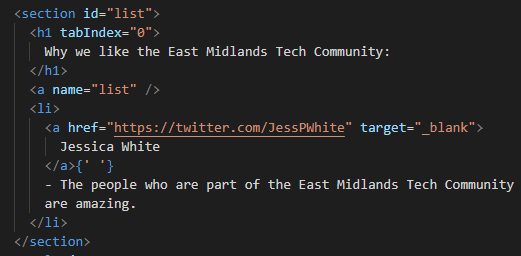 <section id="list">
<h1 tabIndex="0">
Why we like the East Midlands Tech Community:
</h1>
<a name="list" />
<li>
<a href="https://twitter.com/JessPWhite" target="_blank">
Jessica White
</a>{' '}
- The people who are part of the East Midlands Tech Community
are amazing.
</li>
</section>